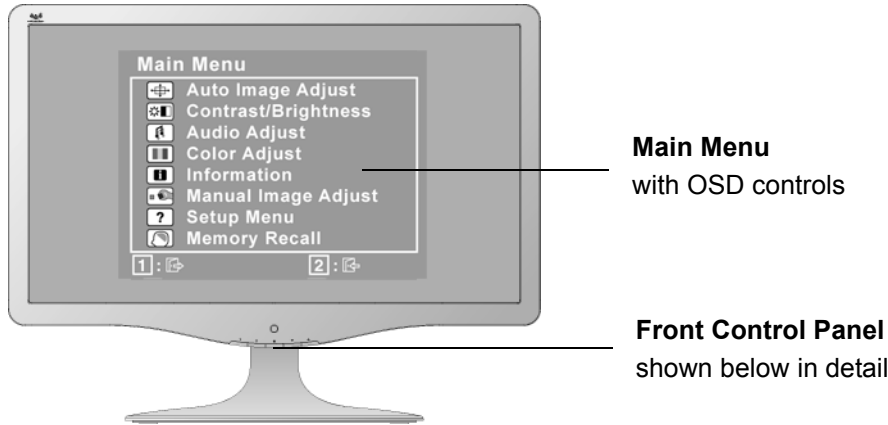 Main Menu
Auto Image Adjust
Contrast/Brightness
Audio Adjust
Color Adjust
Information
Manual Image Adjust
? Setup Menu
Memory Recall
1 : 2 :
Main Menu
with OSD controls
Front Control Panel
shown below in detail